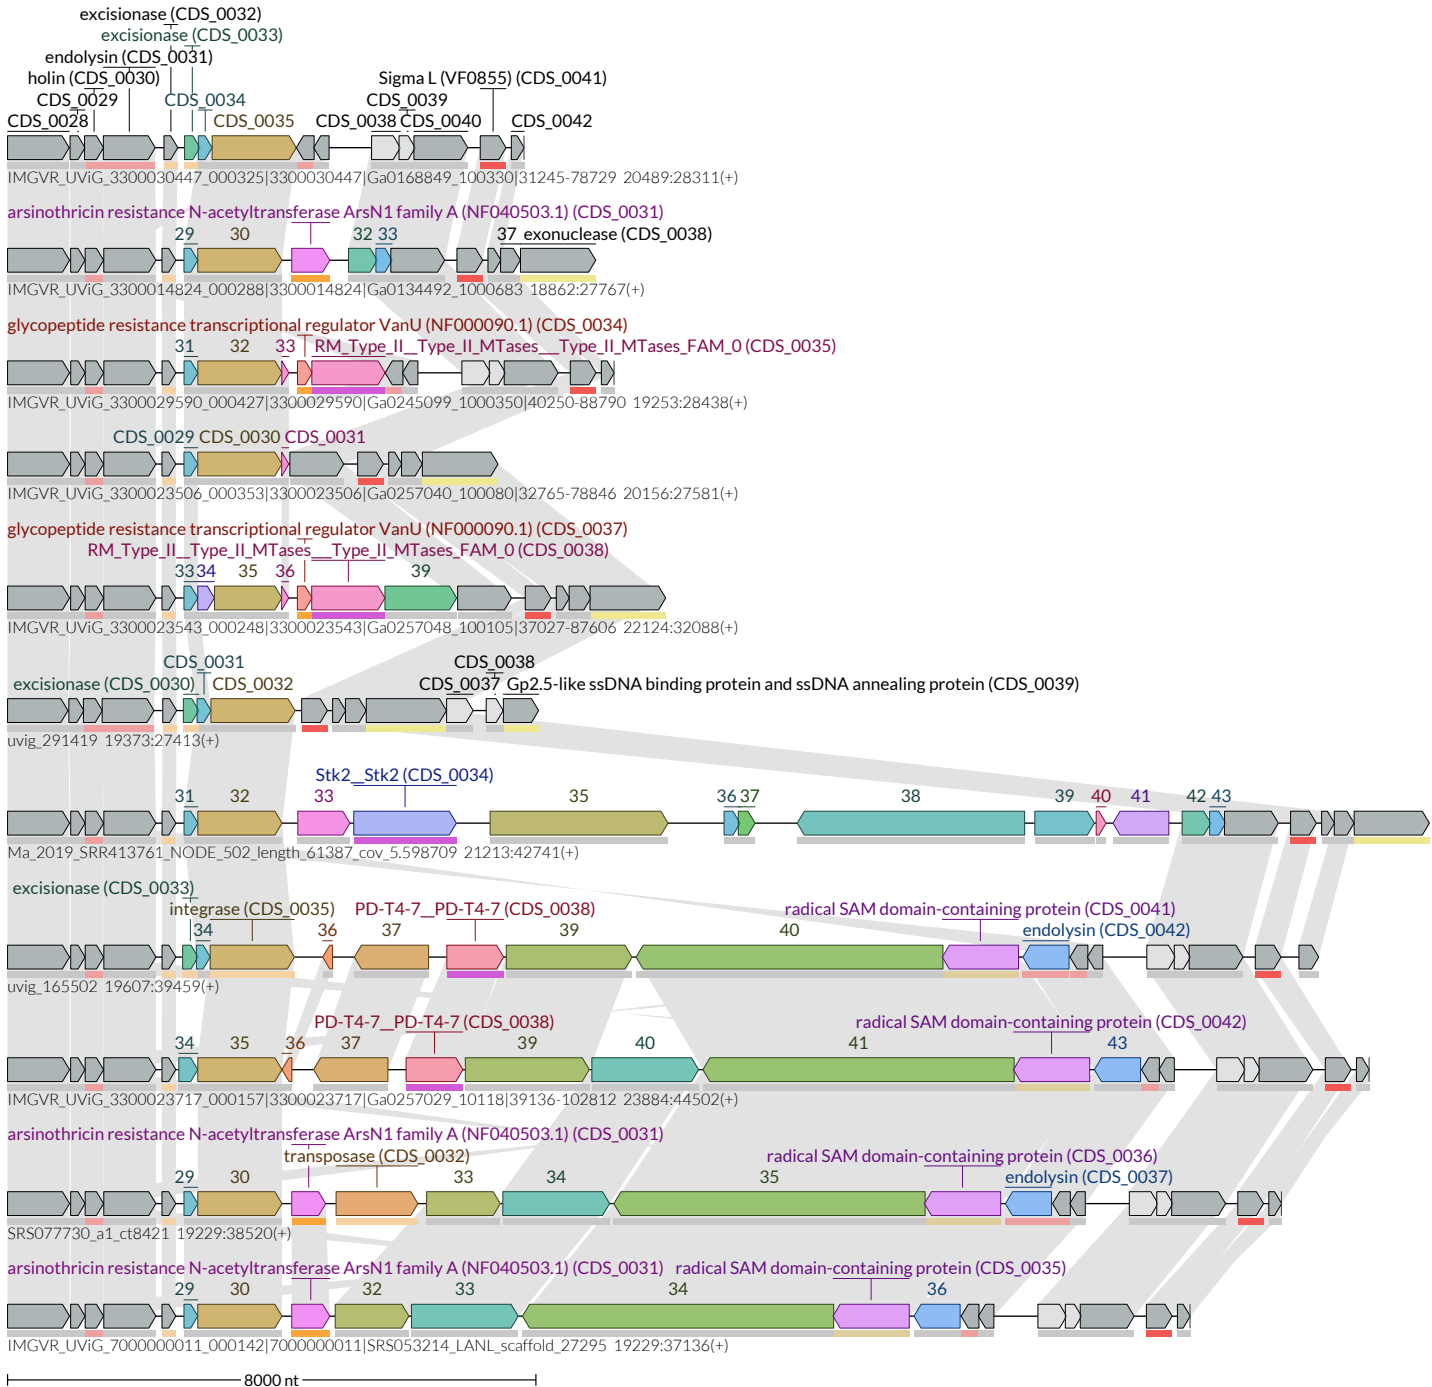 excisionase (CDS_0032)
excisionase (CDS_0033)
endolysin (CDS_0031)
holin (CDS_0030) Sigma L (VF0855) (CDS_0041)
CDS_0029 CDS_0034 CDS_0039
CDS_0028 CDS_0035 CDS_0038 CDS_0040 CDS_0042
IMGVR_UViG_3300030447_000325|3300030447|Ga0168849_100330|31245-78729 20489:28311(+)
arsinothricin resistance N-acetyltransferase ArsN1 family A (NF040503.1) (CDS_0031)
29 30 32 33 37 exonuclease (CDS_0038)
IMGVR_UViG_3300014824_000288|3300014824|Ga0134492_1000683 18862:27767(+)
glycopeptide resistance transcriptional regulator VanU (NF000090.1) (CDS_0034)
31 32 33 RM_Type_II__Type_II_MTases___Type_II_MTases_FAM_0 (CDS_0035)
IMGVR_UViG_3300029590_000427|3300029590|Ga0245099_1000350|40250-88790 19253:28438(+)
CDS_0029 CDS_0030 CDS_0031
IMGVR_UViG_3300023506_000353|3300023506|Ga0257040_100080|32765-78846 20156:27581(+)
glycopeptide resistance transcriptional regulator VanU (NF000090.1) (CDS_0037)
RM_Type_II__Type_II_MTases___Type_II_MTases_FAM_0 (CDS_0038)
33 34 35 36 39
IMGVR_UViG_3300023543_000248|3300023543|Ga0257048_100105|37027-87606 22124:32088(+)
CDS_0031 CDS_0038
excisionase (CDS_0030) CDS_0032 CDS_0037 Gp2.5-like ssDNA binding protein and ssDNA annealing protein (CDS_0039)
uvig_291419 19373:27413(+)
Stk2__Stk2 (CDS_0034)
31 32 33 35 36 37 38 39 40 41 42 43
Ma_2019_SRR413761_NODE_502_length_61387_cov_5.598709 21213:42741(+)
excisionase (CDS_0033)
integrase (CDS_0035) PD-T4-7__PD-T4-7 (CDS_0038) radical SAM domain-containing protein (CDS_0041)
34 36 37 39 40 endolysin (CDS_0042)
uvig_165502 19607:39459(+)
PD-T4-7__PD-T4-7 (CDS_0038) radical SAM domain-containing protein (CDS_0042)
34 35 36 37 39 40 41 43
IMGVR_UViG_3300023717_000157|3300023717|Ga0257029_10118|39136-102812 23884:44502(+)
arsinothricin resistance N-acetyltransferase ArsN1 family A (NF040503.1) (CDS_0031)
transposase (CDS_0032) radical SAM domain-containing protein (CDS_0036)
29 30 33 34 35 endolysin (CDS_0037)
SRS077730_a1_ct8421 19229:38520(+)
arsinothricin resistance N-acetyltransferase ArsN1 family A (NF040503.1) (CDS_0031) radical SAM domain-containing protein (CDS_0035)
29 30 32 33 34 36
IMGVR_UViG_7000000011_000142|7000000011|SRS053214_LANL_scaffold_27295 19229:37136(+)
8000 nt